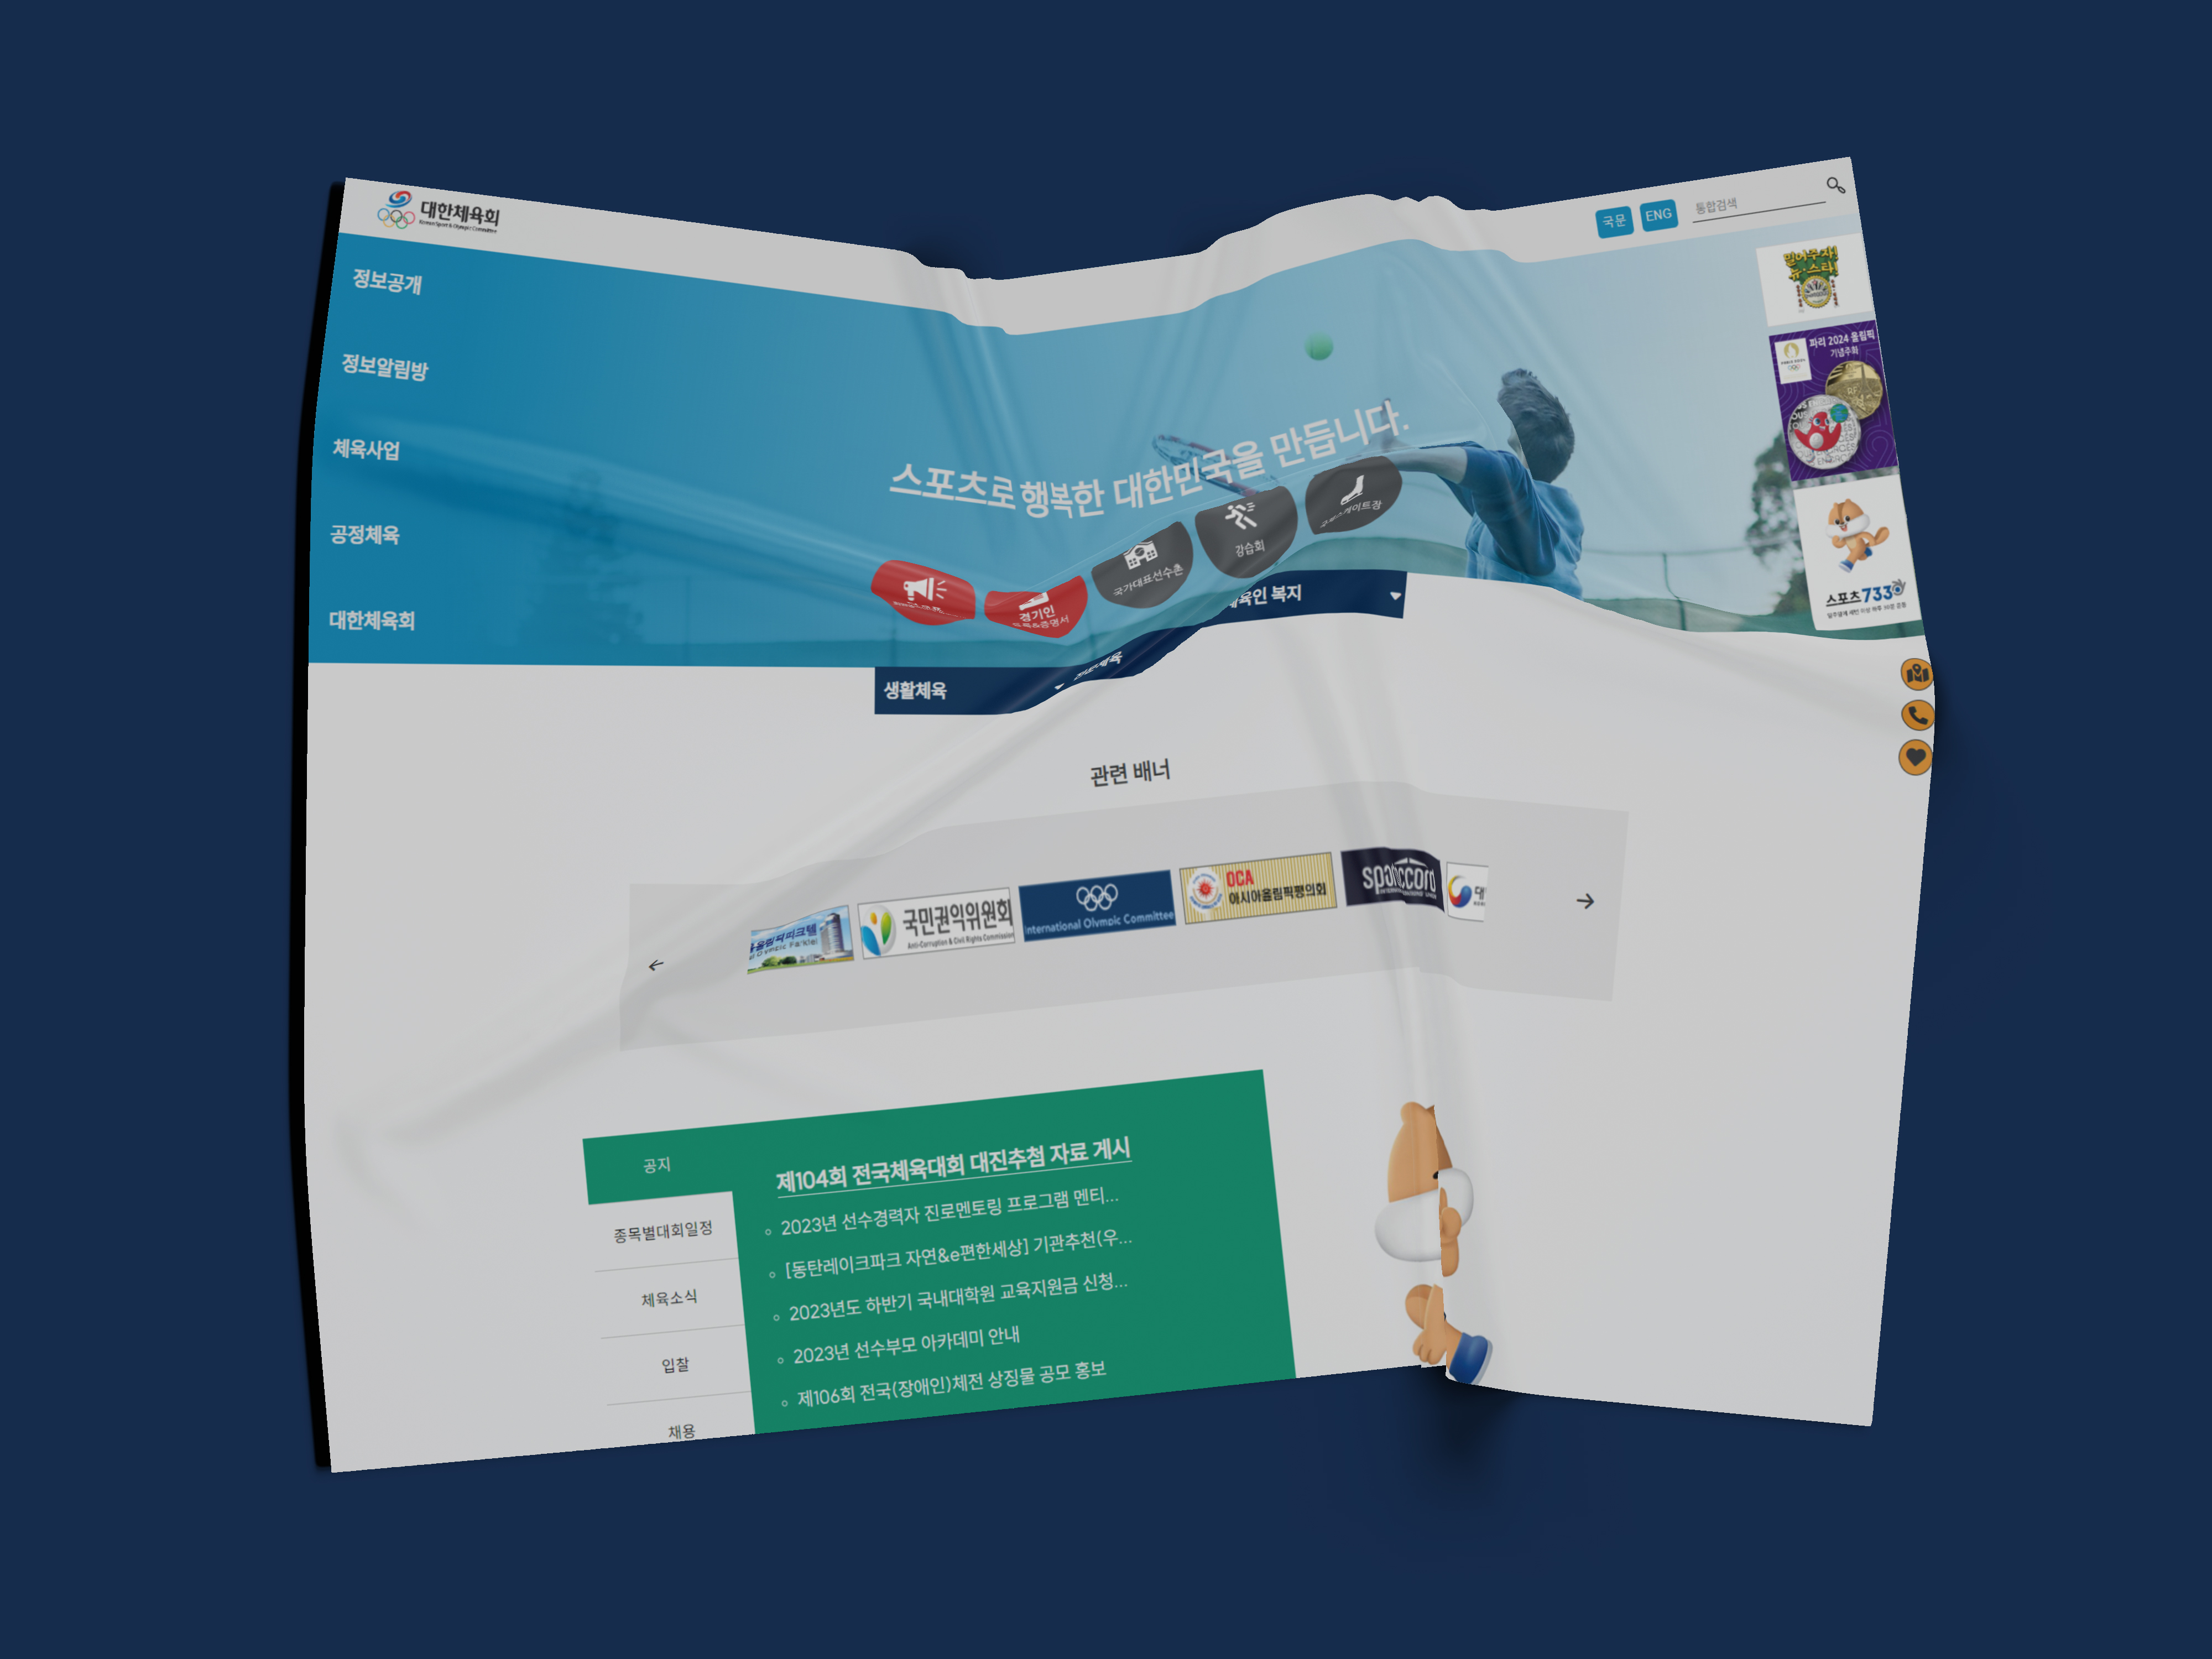 대한체육회
Korean Sport & Olympic Committee
국문
ENG
통합검색
정보공개
정보알림방
체육사업
공정체육
대한체육회
스포츠로 행복한 대한민국을 만듭니다.
경기인
등록&증명서
국가대표선수촌
강습회
밀어주자!
뉴-스타!
파리 2024 올림픽
기념주화
스포츠733
생활체육
체육인 복지
관련 배너
국민권익위원회
Anti-Corruption & Civil Rights Commission
International Olympic Committee
OCA
아시아올림픽평의회
공지
종목별대회일정
체육소식
입찰
채용
제104회 전국체육대회 대진추첨 자료 게시
2023년 선수경력자 진로멘토링 프로그램 멘티...
[동탄레이크파크 자연&e편한세상] 기관추천(우...
2023년도 하반기 국내대학원 교육지원금 신청...
2023년 선수부모 아카데미 안내
제106회 전국(장애인)체전 상징물 공모 홍보